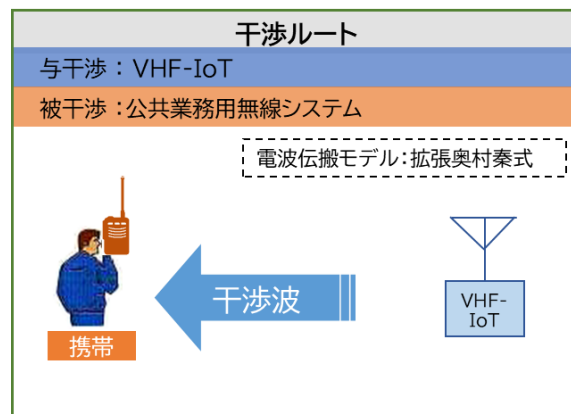 干渉ルート
与干渉：VHF-IoT
被干渉：公共業務用無線システム
電波伝搬モデル：拡張奥村秦式
干渉波
VHF-
IoT
携帯